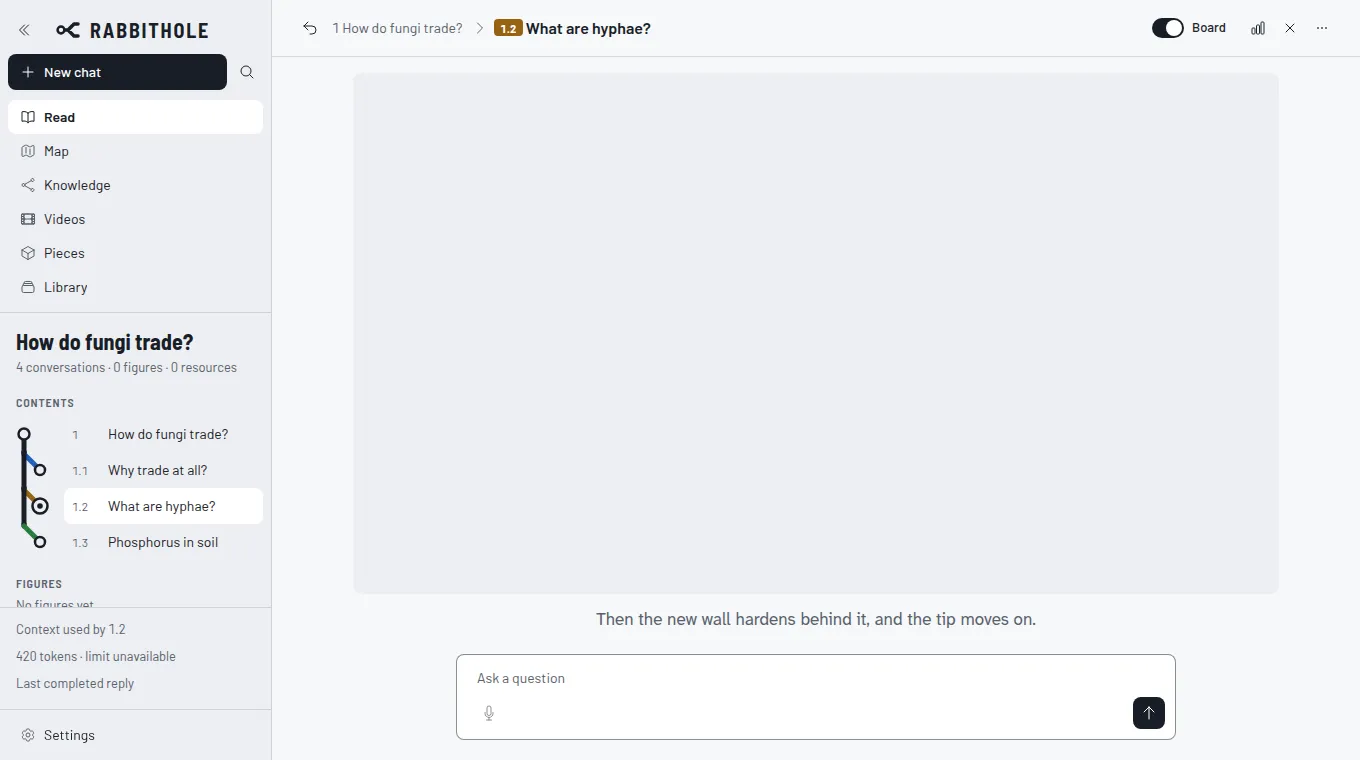 RABBITHOLE
New chat
Read
Map
Knowledge
Videos
Pieces
Library
How do fungi trade?
4 conversations · 0 figures · 0 resources
CONTENTS
1 How do fungi trade?
1.1 Why trade at all?
1.2 What are hyphae?
1.3 Phosphorus in soil
FIGURES
No figures yet
Context used by 1.2
420 tokens · limit unavailable
Last completed reply
Settings
1 How do fungi trade? 1.2 What are hyphae?
Board
Then the new wall hardens behind it, and the tip moves on.
Ask a question